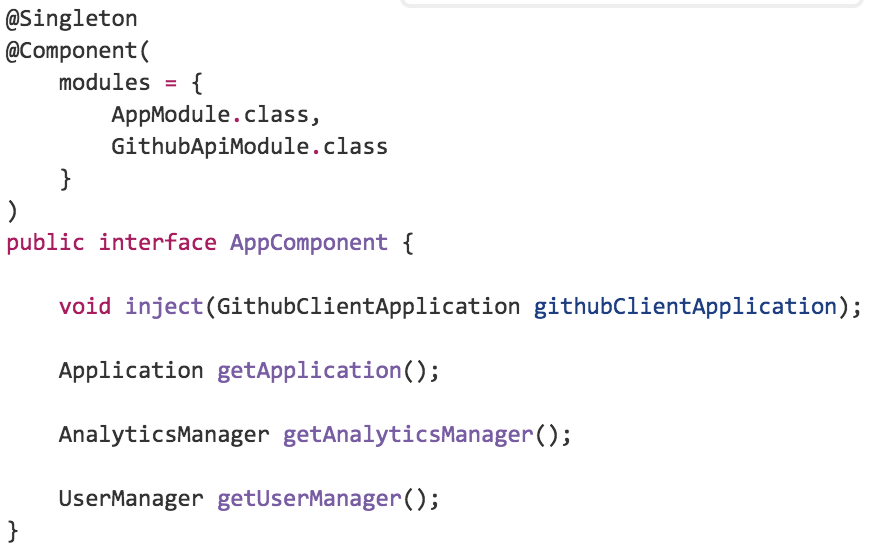 @Singleton
@Component(
    modules = {
        AppModule.class,
        GithubApiModule.class
    }
)
public interface AppComponent {
    void inject(GithubClientApplication githubClientApplication);
    Application getApplication();
    AnalyticsManager getAnalyticsManager();
    UserManager getUserManager();
}